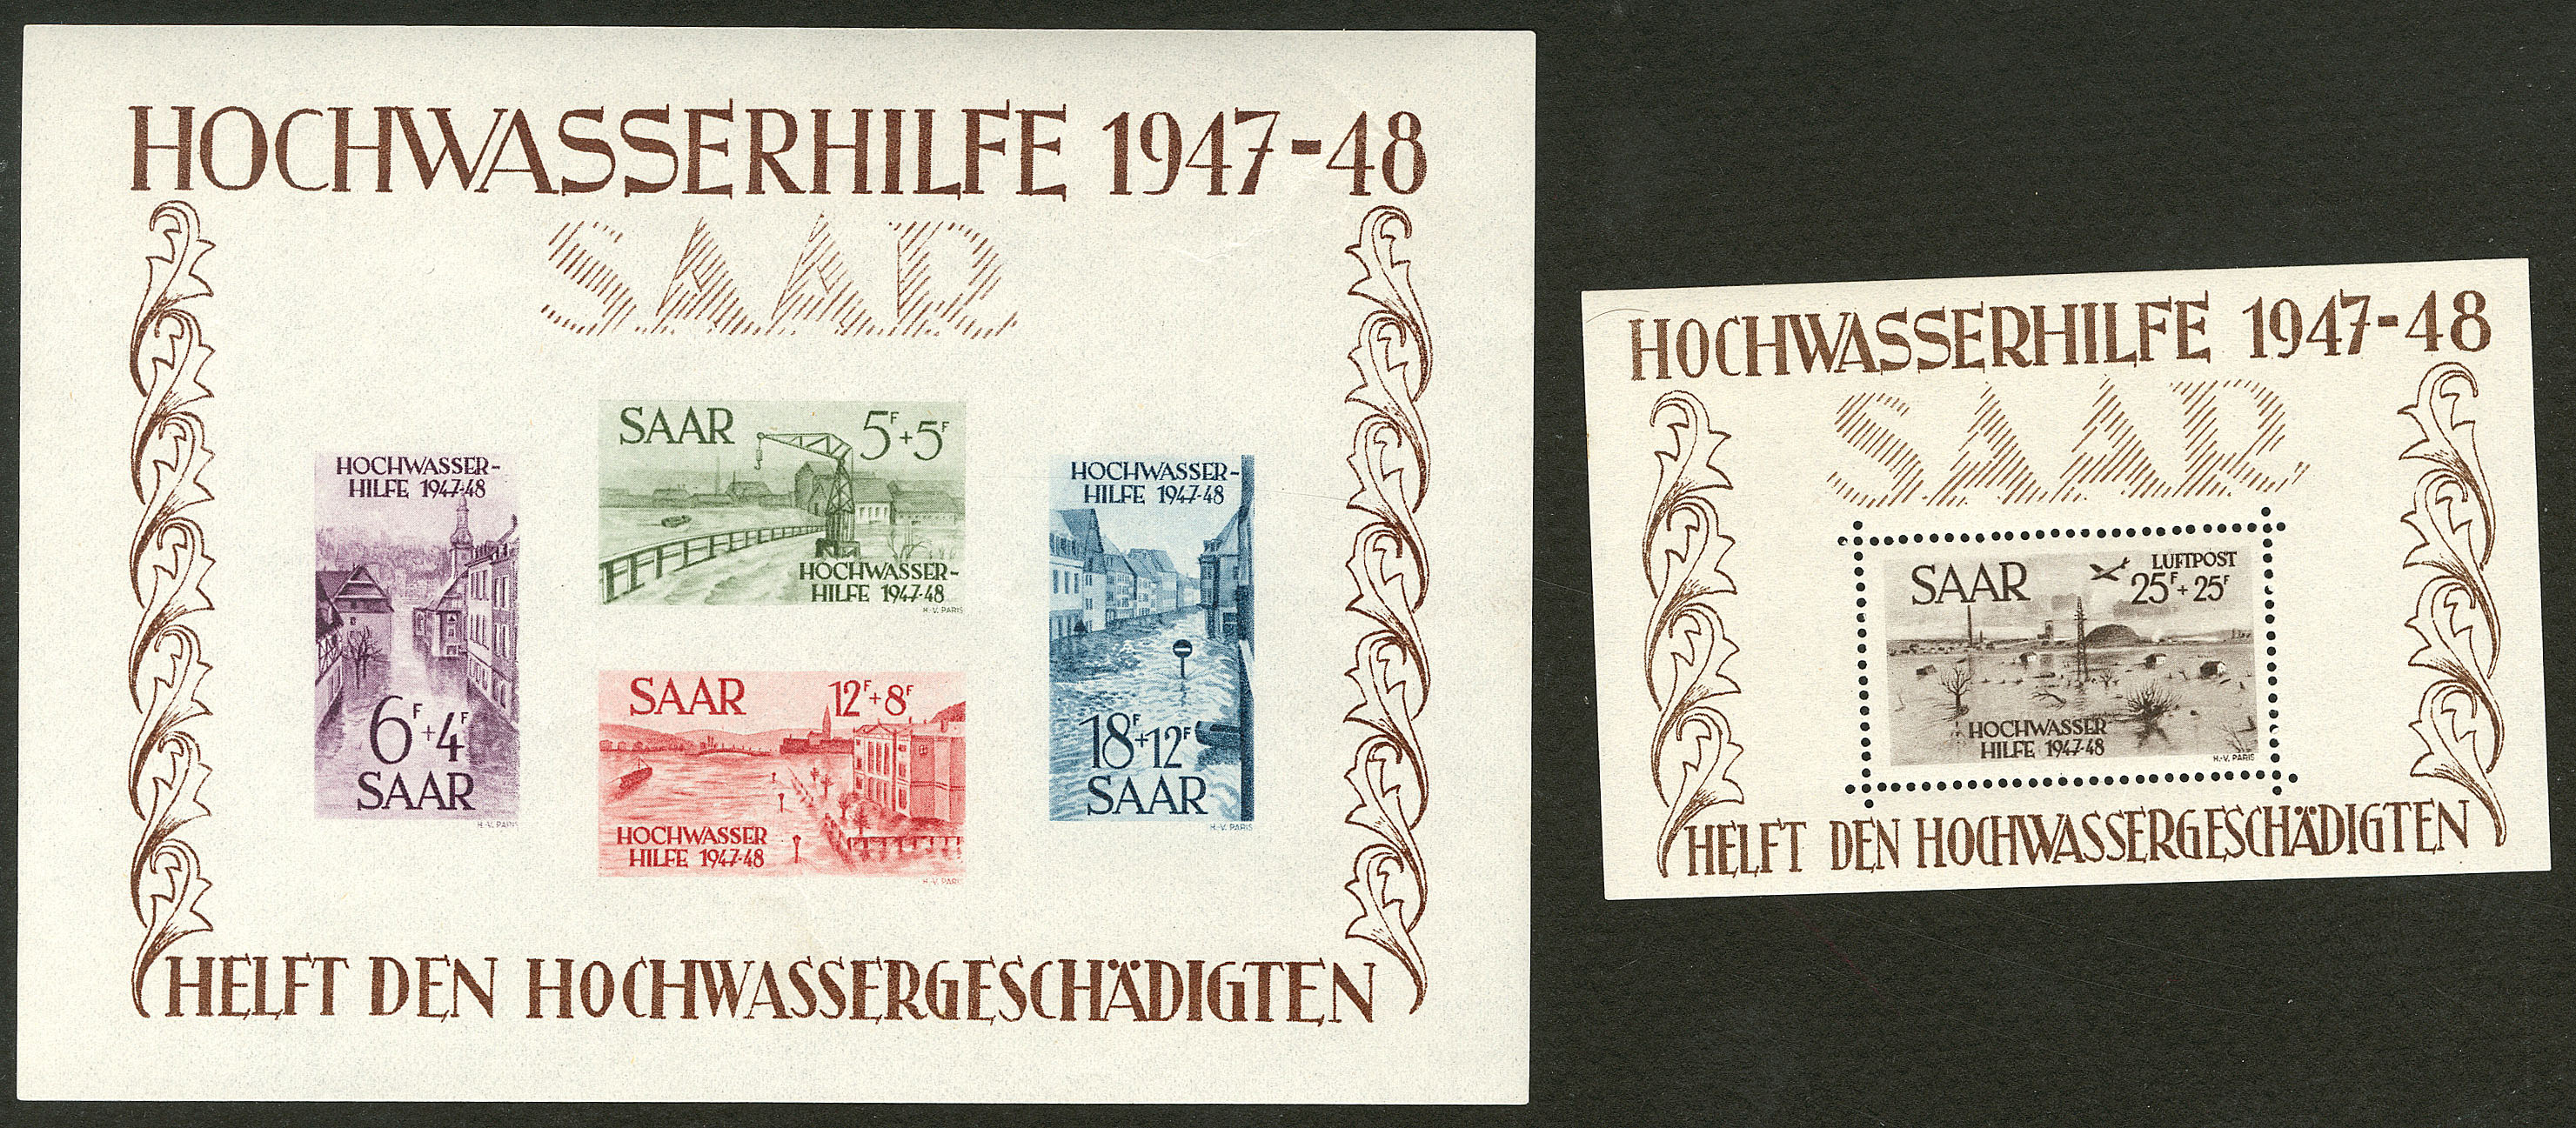 HOCHWASSERHILFE 1947-48
SAAR
HOCHWASSER-
HILFE 1947-48
6F+4F
SAAR
H.-V. PARIS
SAAR 5F+5F
HOCHWASSER-
HILFE 1947-48
H.-V. PARIS
SAAR 12F+8F
HOCHWASSER
HILFE 1947-48
H.-V. PARIS
HOCHWASSER-
HILFE 1947-48
18F+12F
SAAR
H.-V. PARIS
HELFT DEN HOCHWASSERGESCHÄDIGTEN
HOCHWASSERHILFE 1947-48
SAAR
LUFTPOST
SAAR 25F+25F
HOCHWASSER
HILFE 1947-48
H.-V. PARIS
HELFT DEN HOCHWASSERGESCHÄDIGTEN